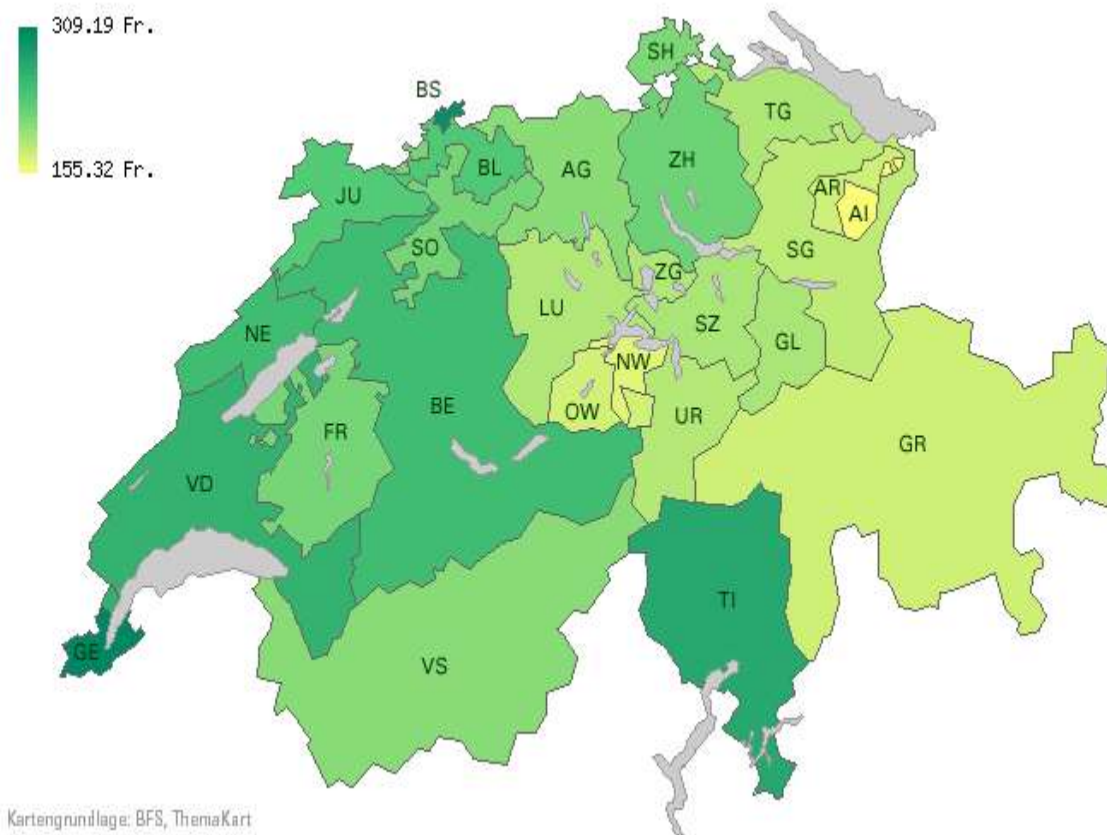 309.19 Fr.
155.32 Fr.
SH
BS
TG
BL
AG
ZH
JU
AR
AI
SO
SG
ZG
LU
SZ
NE
GL
NW
BE
OW
UR
FR
GR
VD
TI
GE
VS
Kartengrundlage: BFS, ThemaKart